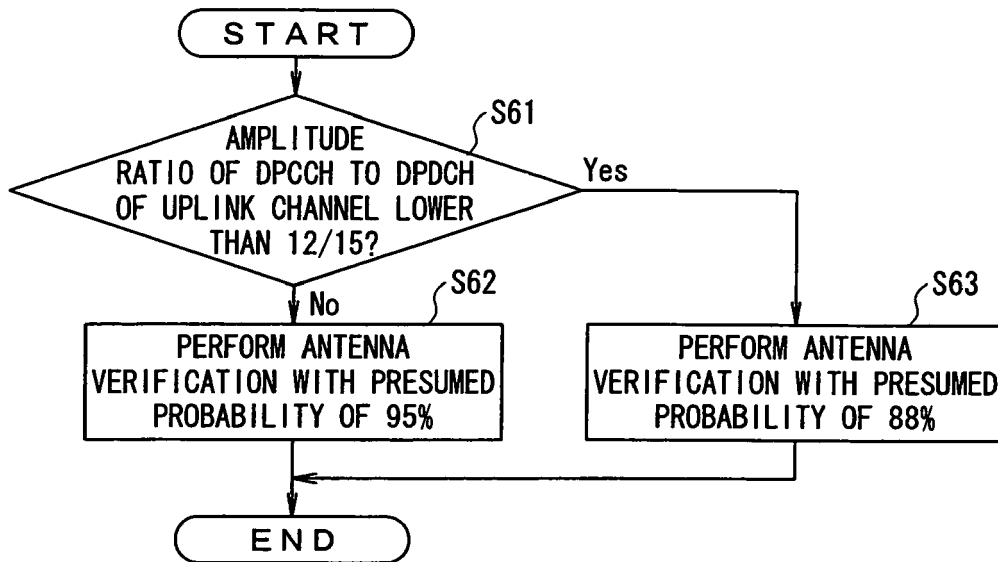 START
S61
AMPLITUDE
RATIO OF DPCCH TO DPDCH
OF UPLINK CHANNEL LOWER
THAN 12/15?
Yes
No
S62
PERFORM ANTENNA
VERIFICATION WITH PRESUMED
PROBABILITY OF 95%
S63
PERFORM ANTENNA
VERIFICATION WITH PRESUMED
PROBABILITY OF 88%
END